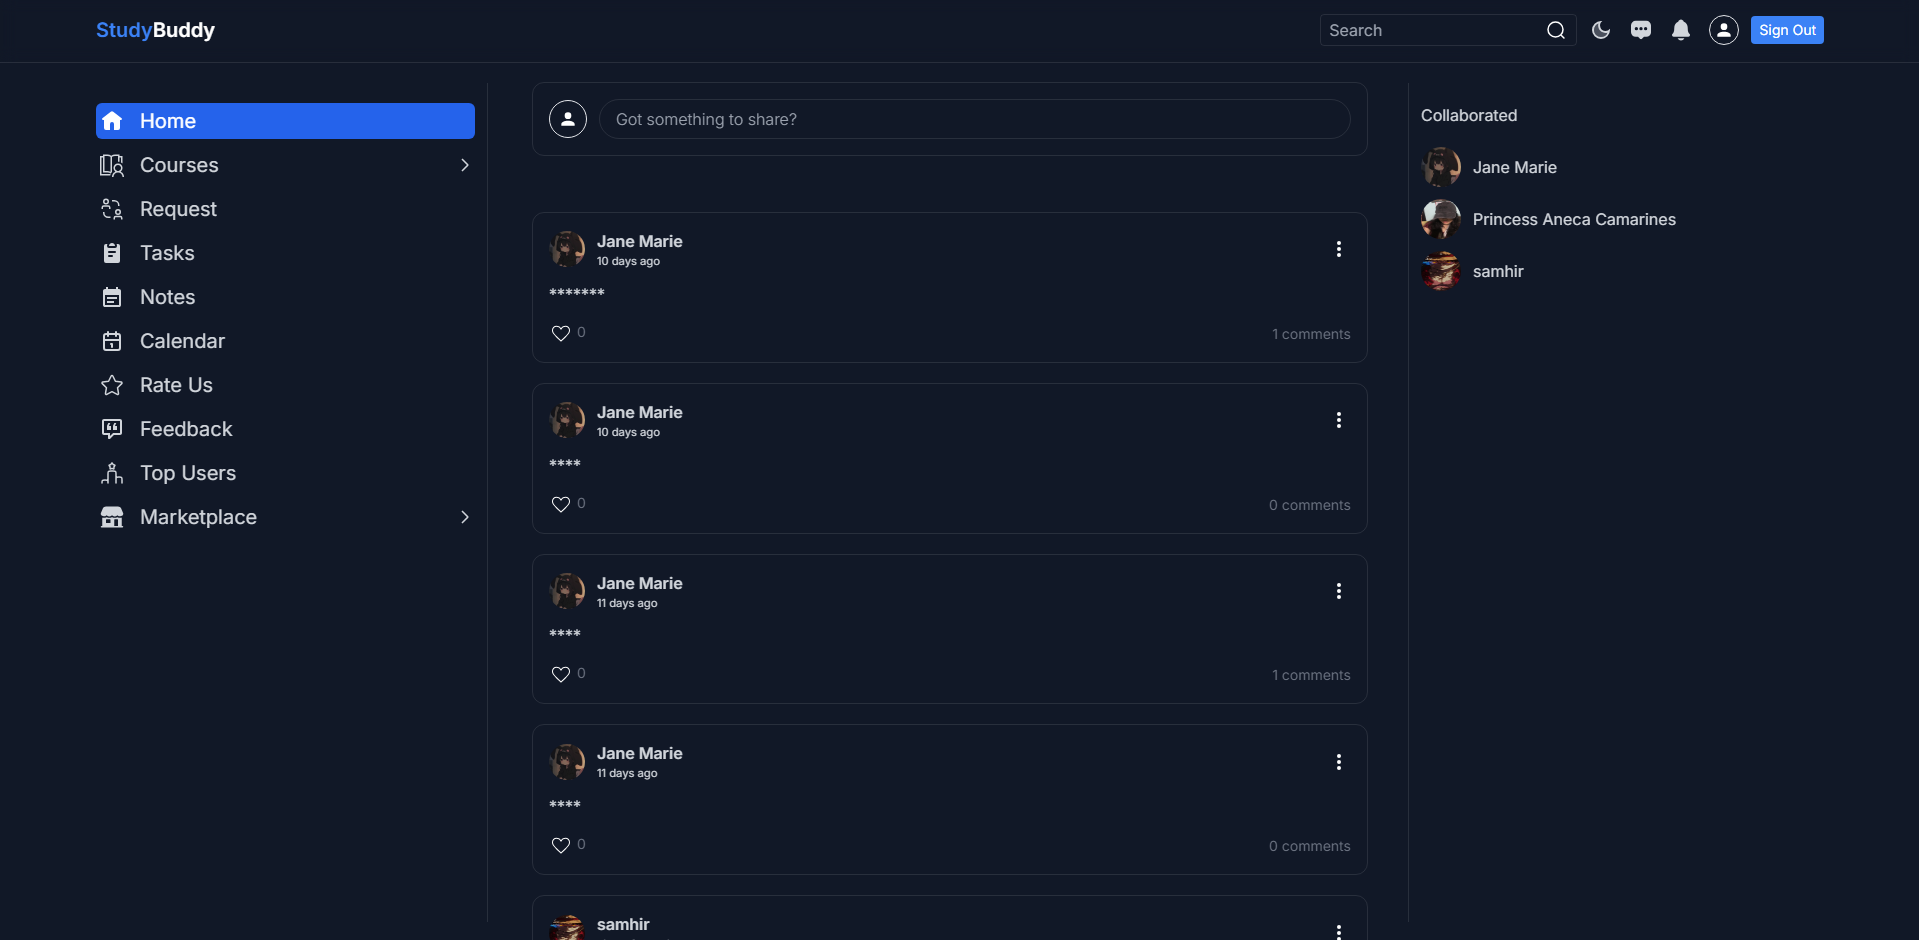 StudyBuddy
Search
Sign Out
Home
Courses
Request
Tasks
Notes
Calendar
Rate Us
Feedback
Top Users
Marketplace
Got something to share?
Jane Marie
10 days ago
*******
0
1 comments
Jane Marie
10 days ago
****
0
0 comments
Jane Marie
11 days ago
****
0
1 comments
Jane Marie
11 days ago
****
0
0 comments
samhir
Collaborated
Jane Marie
Princess Aneca Camarines
samhir